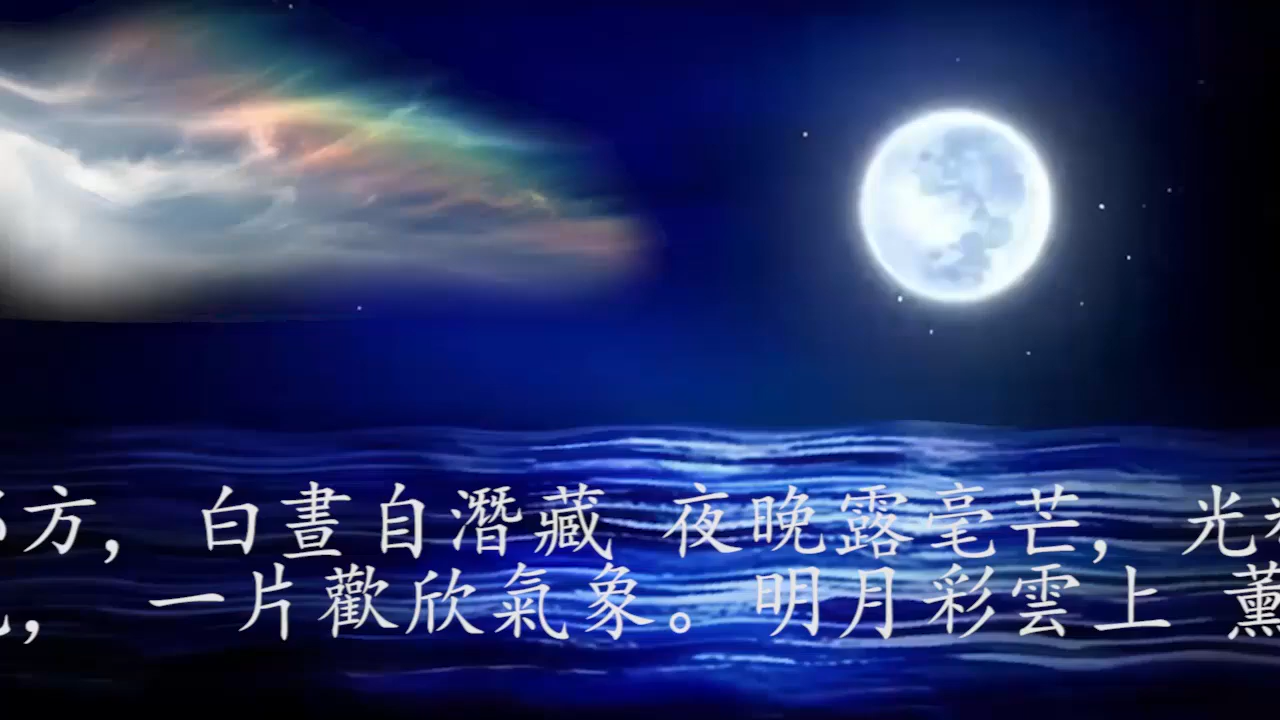 方, 白晝自潛藏 夜晚露毫芒, 光
, 一片歡欣氣象。明月彩雲上 薰